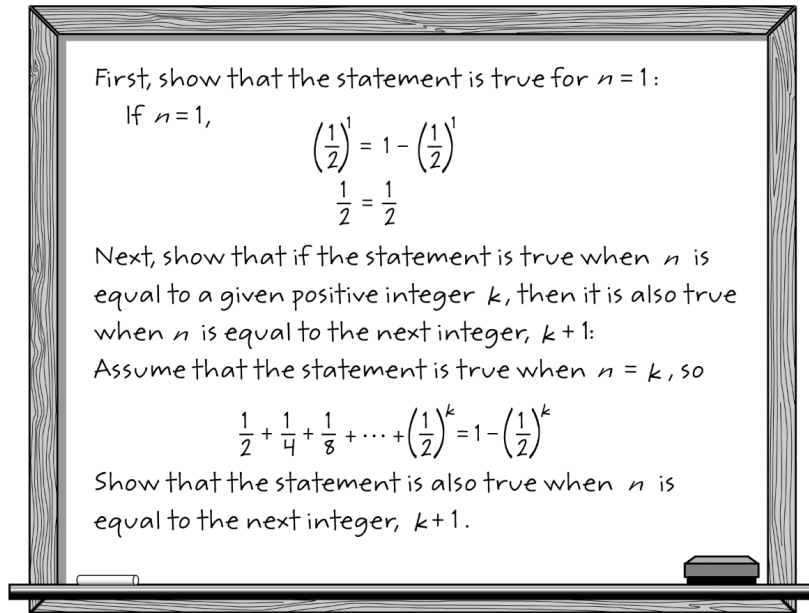 First, show that the statement is true for n = 1:
If n = 1,
(1/2)^1 = 1 − (1/2)^1
1/2 = 1/2
Next, show that if the statement is true when n is
equal to a given positive integer k, then it is also true
when n is equal to the next integer, k + 1:
Assume that the statement is true when n = k, so
1/2 + 1/4 + 1/8 + ··· + (1/2)^k = 1 − (1/2)^k
Show that the statement is also true when n is
equal to the next integer, k + 1.